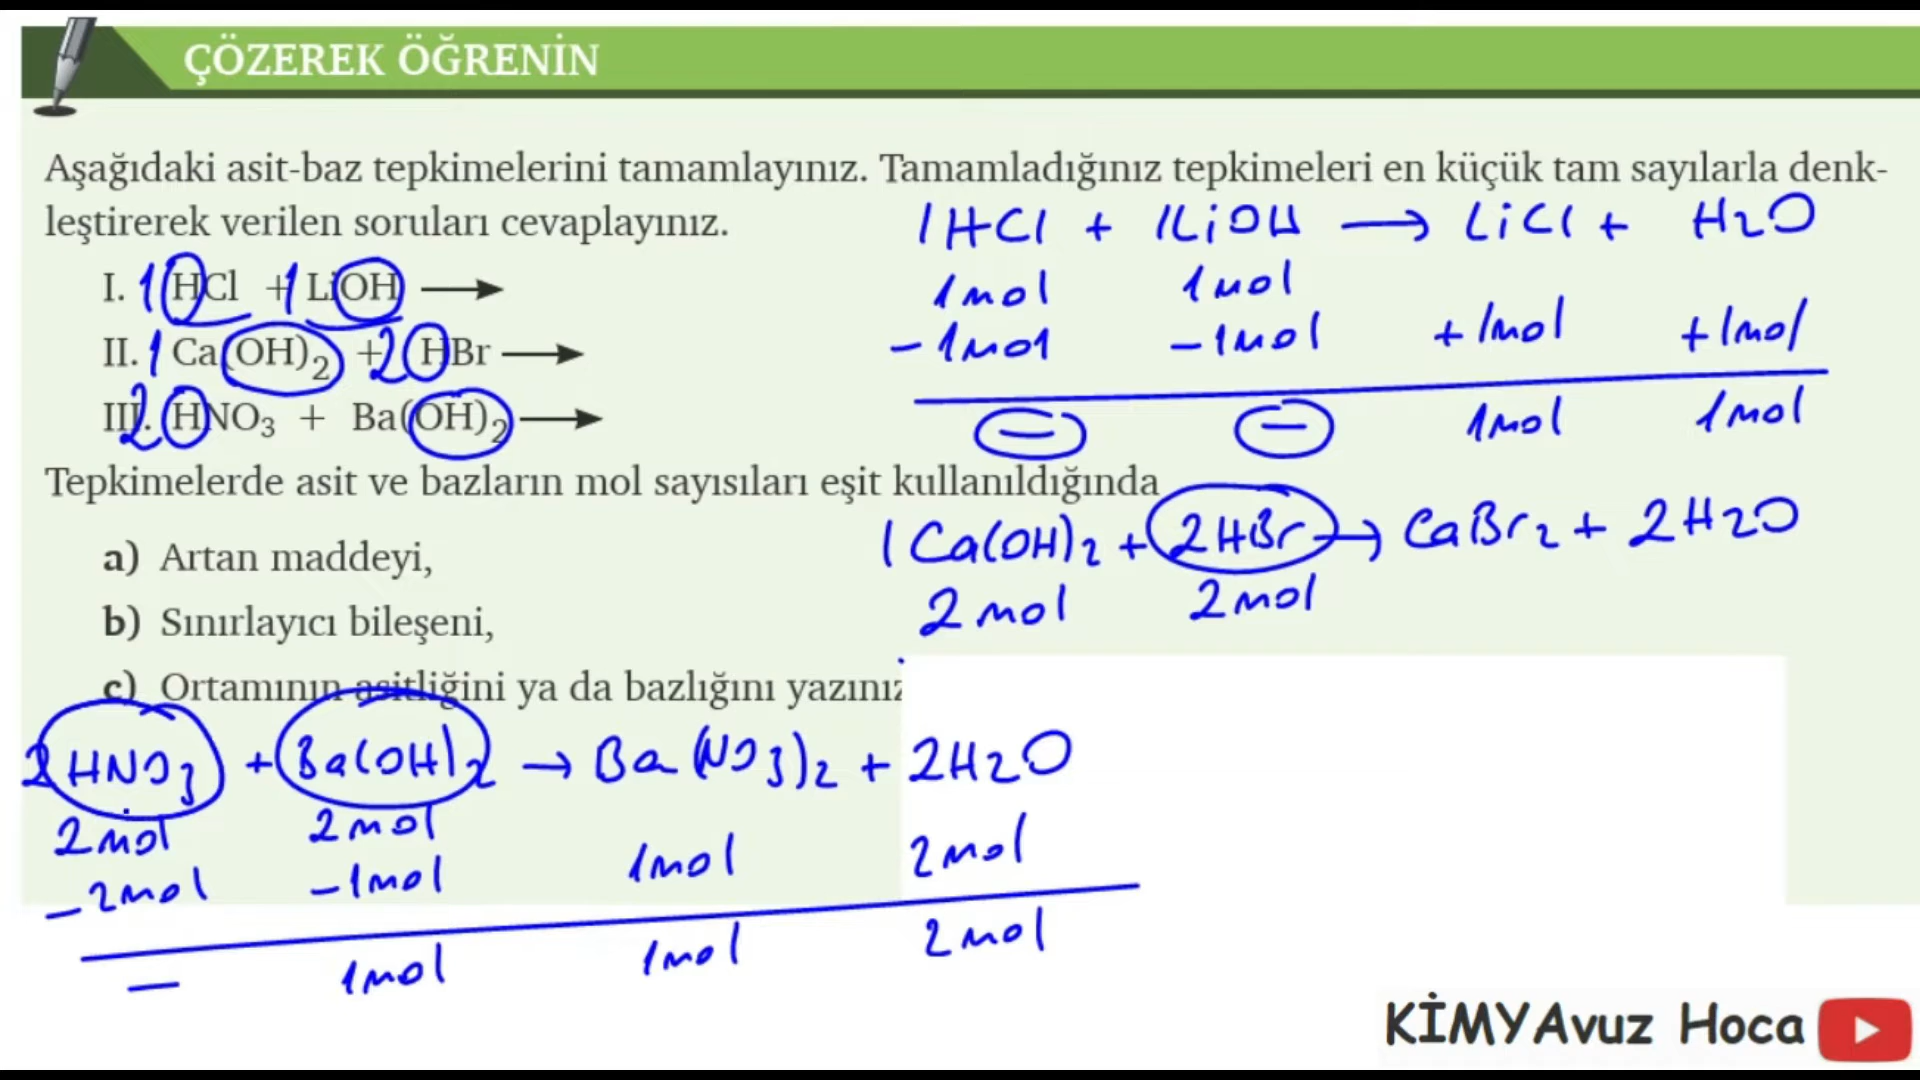 ÇÖZEREK ÖĞRENİN
Aşağıdaki asit-baz tepkimelerini tamamlayınız. Tamamladığınız tepkimeleri en küçük tam sayılarla denk-
leştirerek verilen soruları cevaplayınız.
1HCl + 1LiOH → LiCl + H2O
I. 1 HCl + 1 LiOH →
1mol 1mol
-1mol -1mol +1mol +1mol
II. 1 Ca(OH)₂ + 2 HBr →
- - 1mol 1mol
III. 2 HNO₃ + Ba(OH)₂ →
Tepkimelerde asit ve bazların mol sayısıları eşit kullanıldığında
1Ca(OH)2 + 2HBr → CaBr2 + 2H2O
2mol 2mol
a) Artan maddeyi,
b) Sınırlayıcı bileşeni,
c) Ortamının asitliğini ya da bazlığını yazınız
2HNO3 + Ba(OH)2 → Ba(NO3)2 + 2H2O
2mol 2mol
-2mol -1mol 1mol 2mol
- 1mol 1mol 2mol
KİMYAvuz Hoca